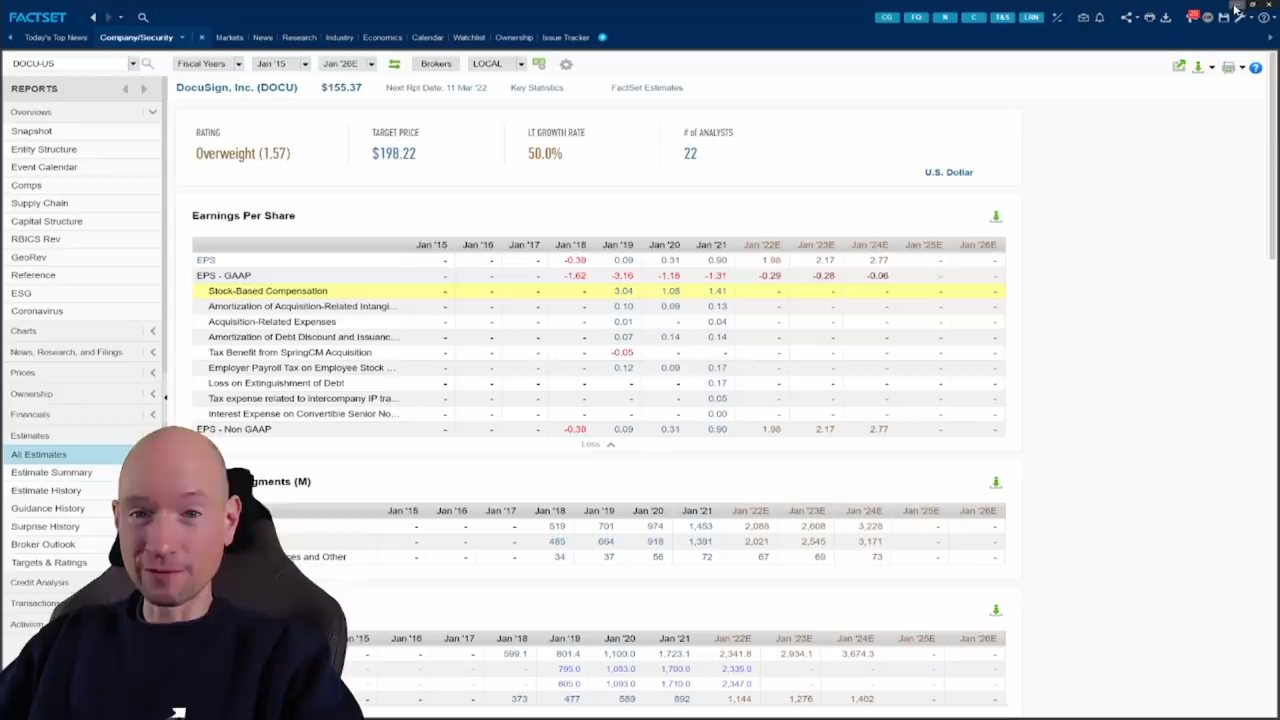 FACTSET CG FQ N C T&S LRN
Today's Top News Company/Security Markets News Research Industry Economics Calendar Watchlist Ownership Issue Tracker
DOCU-US Fiscal Years Jan '15 Jan '26E Brokers LOCAL
REPORTS
DocuSign, Inc. (DOCU) $155.37 Next Rpt Date: 11 Mar '22 Key Statistics FactSet Estimates
Overviews
Snapshot
Entity Structure
Event Calendar
Comps
Supply Chain
Capital Structure
RBICS Rev
GeoRev
Reference
ESG
Coronavirus
Charts
News, Research, and Filings
Prices
Ownership
Financials
Estimates
All Estimates
Estimate Summary
Estimate History
Guidance History
Surprise History
Broker Outlook
Targets & Ratings
Credit Analysis
Transactions
Activism
RATING TARGET PRICE LT GROWTH RATE # of ANALYSTS
Overweight (1.57) $198.22 50.0% 22
U.S. Dollar
Earnings Per Share
Jan '15 Jan '16 Jan '17 Jan '18 Jan '19 Jan '20 Jan '21 Jan '22E Jan '23E Jan '24E Jan '25E Jan '26E
EPS - - - -0.39 0.09 0.31 0.90 1.98 2.17 2.77 - -
EPS - GAAP - - - -1.62 -3.16 -1.18 -1.31 -0.29 -0.28 -0.06 - -
Stock-Based Compensation - - - - 3.04 1.08 1.41 - - - - -
Amortization of Acquisition-Related Intangi... - - - - 0.10 0.09 0.13 - - - - -
Acquisition-Related Expenses - - - - 0.01 - 0.04 - - - - -
Amortization of Debt Discount and Issuanc... - - - - 0.07 0.14 0.14 - - - - -
Tax Benefit from SpringCM Acquisition - - - - -0.05 - - - - - - -
Employer Payroll Tax on Employee Stock ... - - - - 0.12 0.09 0.17 - - - - -
Loss on Extinguishment of Debt - - - - - - 0.17 - - - - -
Tax expense related to Intercompany IP tra... - - - - - - 0.05 - - - - -
Interest Expense on Convertible Senior No... - - - - - - 0.00 - - - - -
EPS - Non GAAP - - - -0.39 0.09 0.31 0.90 1.98 2.17 2.77 - -
Less
gments (M)
Jan '15 Jan '16 Jan '17 Jan '18 Jan '19 Jan '20 Jan '21 Jan '22E Jan '23E Jan '24E Jan '25E Jan '26E
- - - 519 701 974 1,453 2,088 2,608 3,228 - -
- - - 485 664 918 1,381 2,021 2,545 3,171 - -
ces and Other - - - 34 37 56 72 67 69 73 - -
n '15 Jan '16 Jan '17 Jan '18 Jan '19 Jan '20 Jan '21 Jan '22E Jan '23E Jan '24E Jan '25E Jan '26E
- - - 599.1 801.4 1,100.0 1,723.1 2,341.8 2,934.1 3,674.3 - -
- - - - 795.0 1,083.0 1,700.0 2,335.0 - - - -
- - - - 805.0 1,093.0 1,710.0 2,347.0 - - - -
- - - 373 477 589 892 1,144 1,276 1,402 - -